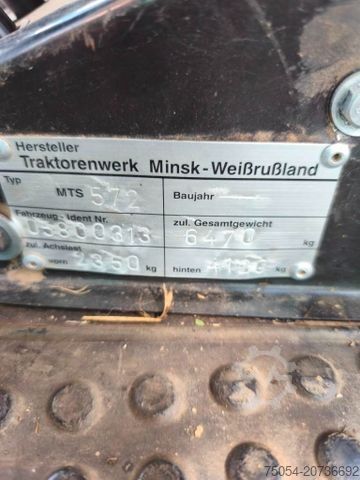 Hersteller
Traktorenwerk Minsk-Weißrußland
Typ MTS 572 Baujahr
Fahrzeug-Ident Nr. zul. Gesamtgewicht
05800313 6470 kg
zul. Achslast
vorn 2350 kg hinten kg
75054-20736692